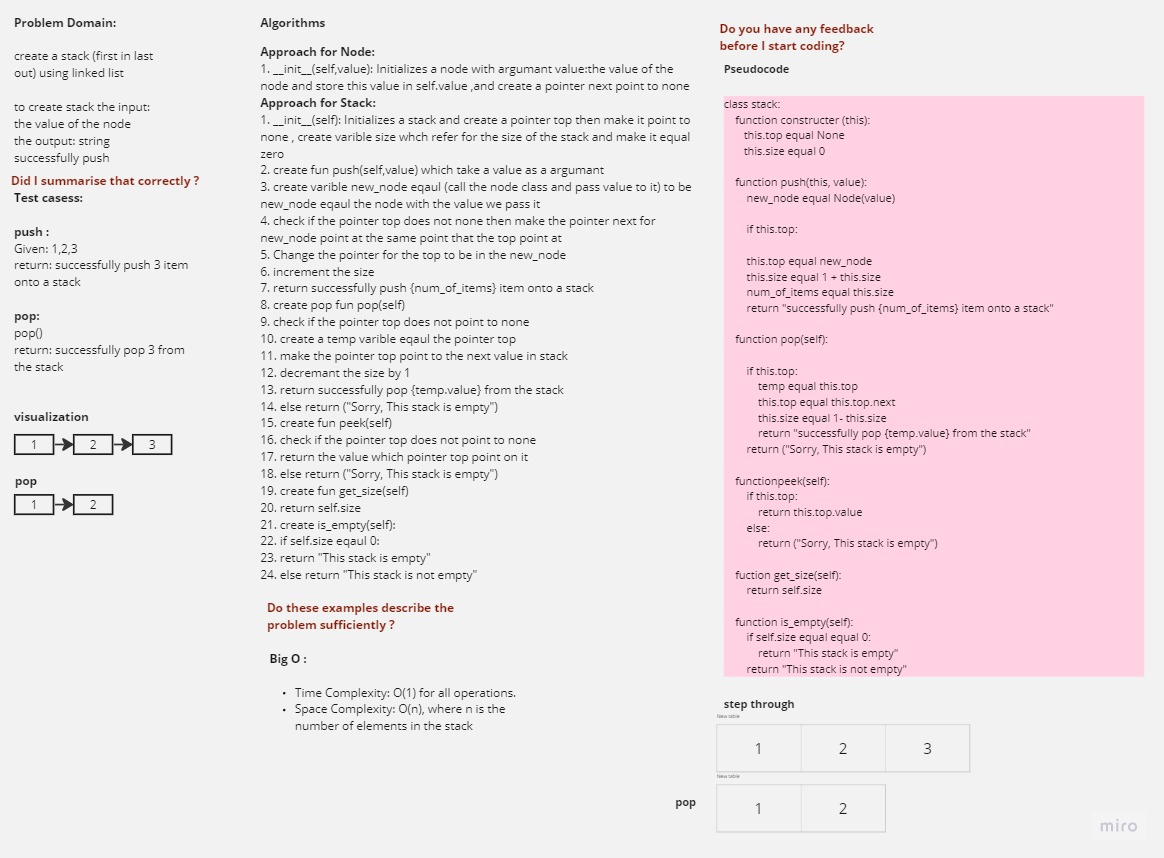 Problem Domain:
create a stack (first in last
out) using linked list
to create stack the input:
the value of the node
the output: string
successfully push
Did I summarise that correctly ?
Test casess:
push :
Given: 1,2,3
return: successfully push 3 item
onto a stack
pop:
pop()
return: successfully pop 3 from
the stack
visualization
1
2
3
pop
1
2
Algorithms
Approach for Node:
1. __init__(self,value): Initializes a node with argumant value:the value of the
node and store this value in self.value ,and create a pointer next point to none
Approach for Stack:
1. __init__(self): Initializes a stack and create a pointer top then make it point to
none , create varible size whch refer for the size of the stack and make it equal
zero
2. create fun push(self,value) which take a value as a argumant
3. create varible new_node eqaul (call the node class and pass value to it) to be
new_node eqaul the node with the value we pass it
4. check if the pointer top does not none then make the pointer next for
new_node point at the same point that the top point at
5. Change the pointer for the top to be in the new_node
6. increment the size
7. return successfully push {num_of_items} item onto a stack
8. create pop fun pop(self)
9. check if the pointer top does not point to none
10. create a temp varible eqaul the pointer top
11. make the pointer top point to the next value in stack
12. decremant the size by 1
13. return successfully pop {temp.value} from the stack
14. else return ("Sorry, This stack is empty")
15. create fun peek(self)
16. check if the pointer top does not point to none
17. return the value which pointer top point on it
18. else return ("Sorry, This stack is empty")
19. create fun get_size(self)
20. return self.size
21. create is_empty(self):
22. if self.size eqaul 0:
23. return "This stack is empty"
24. else return "This stack is not empty"
Do these examples describe the
problem sufficiently ?
Big O :
• Time Complexity: O(1) for all operations.
• Space Complexity: O(n), where n is the
number of elements in the stack
Do you have any feedback
before I start coding?
Pseudocode
class stack:
function constructer (this):
this.top equal None
this.size equal 0
function push(this, value):
new_node equal Node(value)
if this.top:
this.top equal new_node
this.size equal 1 + this.size
num_of_items equal this.size
return "successfully push {num_of_items} item onto a stack"
function pop(self):
if this.top:
temp equal this.top
this.top equal this.top.next
this.size equal 1- this.size
return "successfully pop {temp.value} from the stack"
return ("Sorry, This stack is empty")
functionpeek(self):
if this.top:
return this.top.value
else:
return ("Sorry, This stack is empty")
fuction get_size(self):
return self.size
function is_empty(self):
if self.size equal equal 0:
return "This stack is empty"
return "This stack is not empty"
step through
New table
1
2
3
New table
pop
1
2
miro